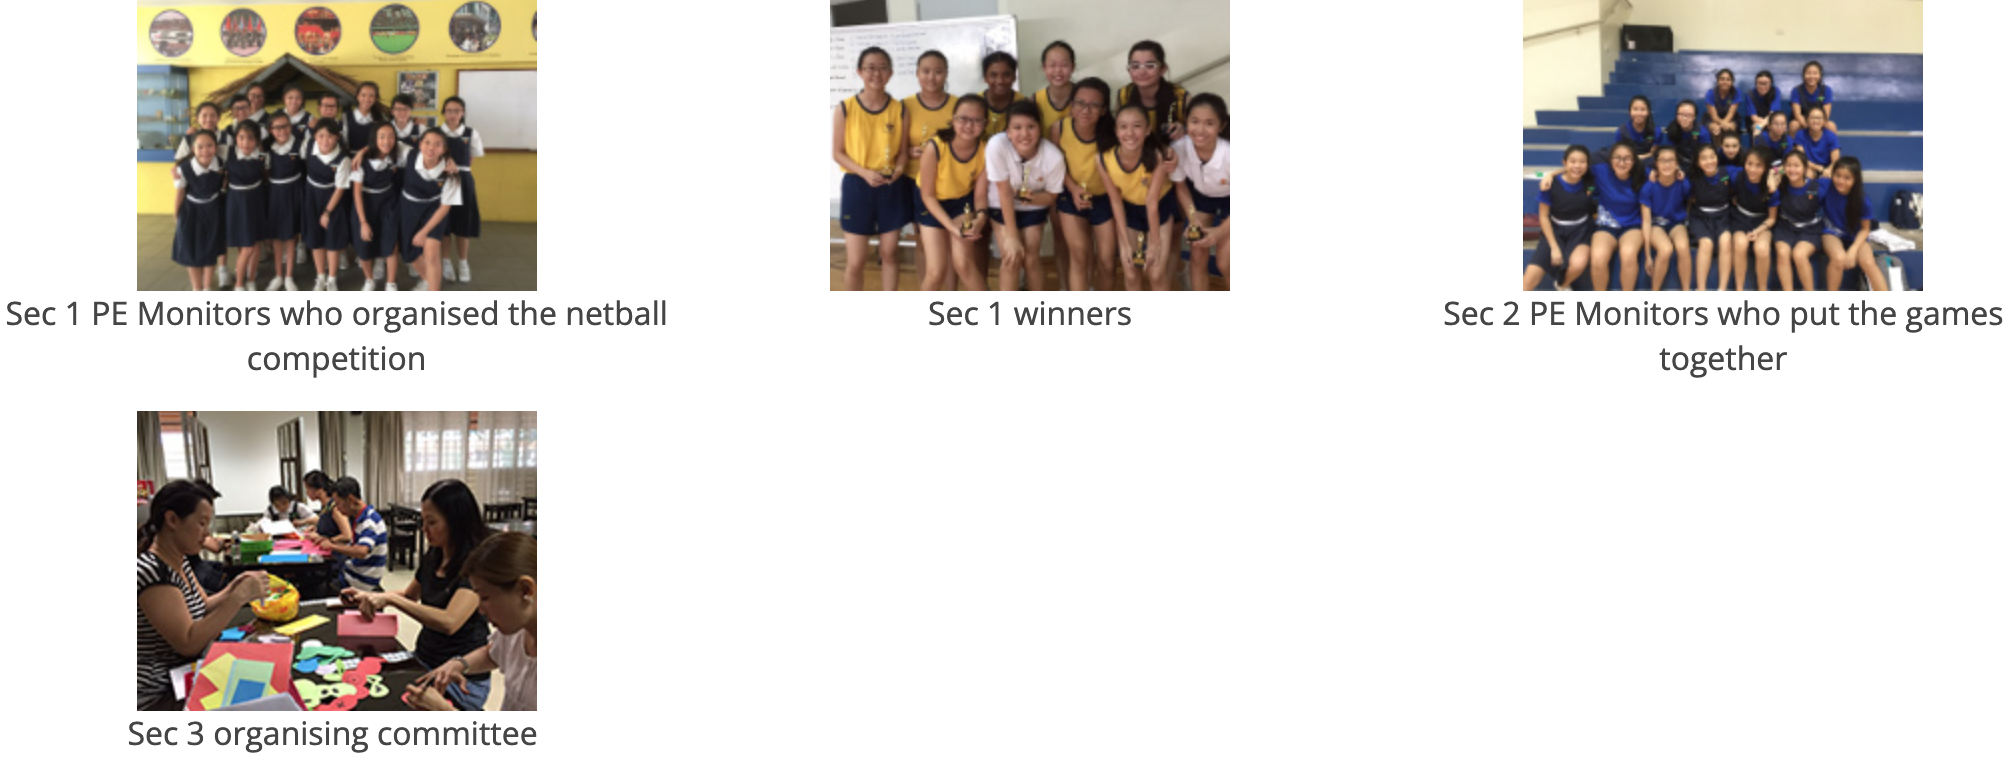 Sec 1 PE Monitors who organised the netball
competition
Sec 1 winners
Sec 2 PE Monitors who put the games
together
Sec 3 organising committee